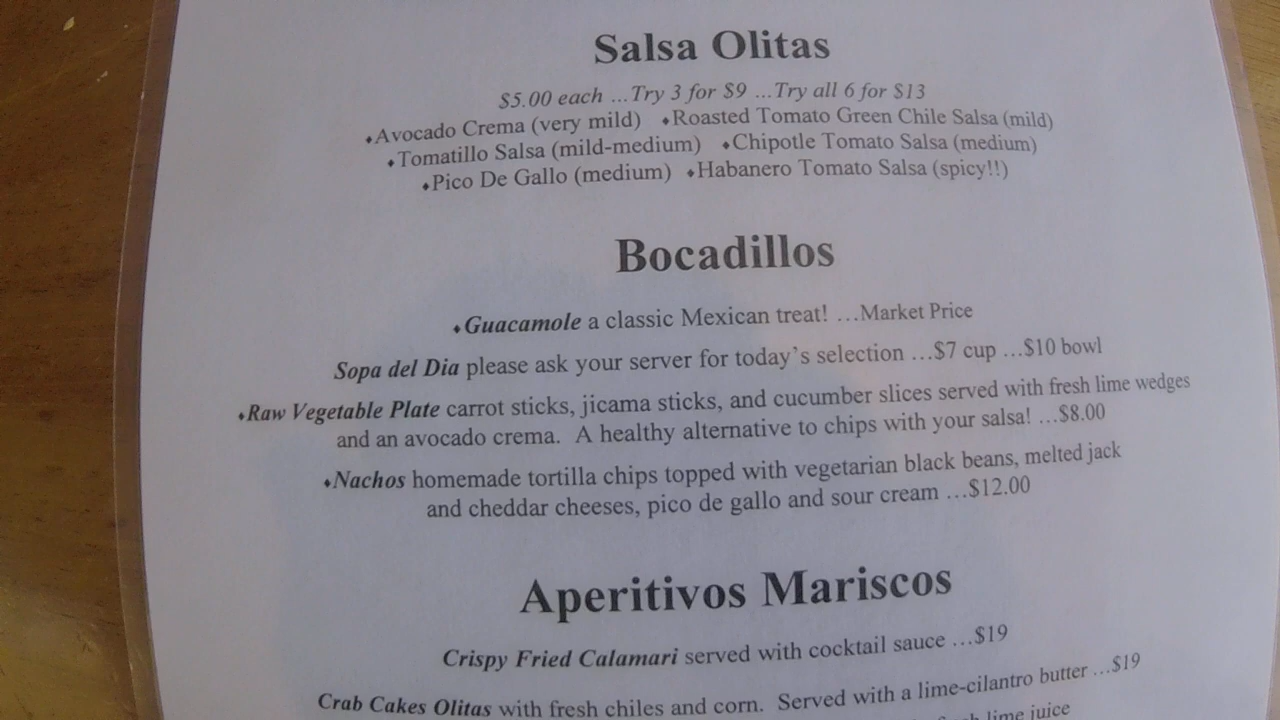 Salsa Olitas
$5.00 each ...Try 3 for $9 ...Try all 6 for $13
♦Avocado Crema (very mild) ♦Roasted Tomato Green Chile Salsa (mild)
♦Tomatillo Salsa (mild-medium) ♦Chipotle Tomato Salsa (medium)
♦Pico De Gallo (medium) ♦Habanero Tomato Salsa (spicy!!)
Bocadillos
♦Guacamole a classic Mexican treat! ...Market Price
Sopa del Dia please ask your server for today's selection ...$7 cup ...$10 bowl
♦Raw Vegetable Plate carrot sticks, jicama sticks, and cucumber slices served with fresh lime wedges
and an avocado crema. A healthy alternative to chips with your salsa! ...$8.00
♦Nachos homemade tortilla chips topped with vegetarian black beans, melted jack
and cheddar cheeses, pico de gallo and sour cream ...$12.00
Aperitivos Mariscos
Crispy Fried Calamari served with cocktail sauce ...$19
Crab Cakes Olitas with fresh chiles and corn. Served with a lime-cilantro butter ...$19
lime juice